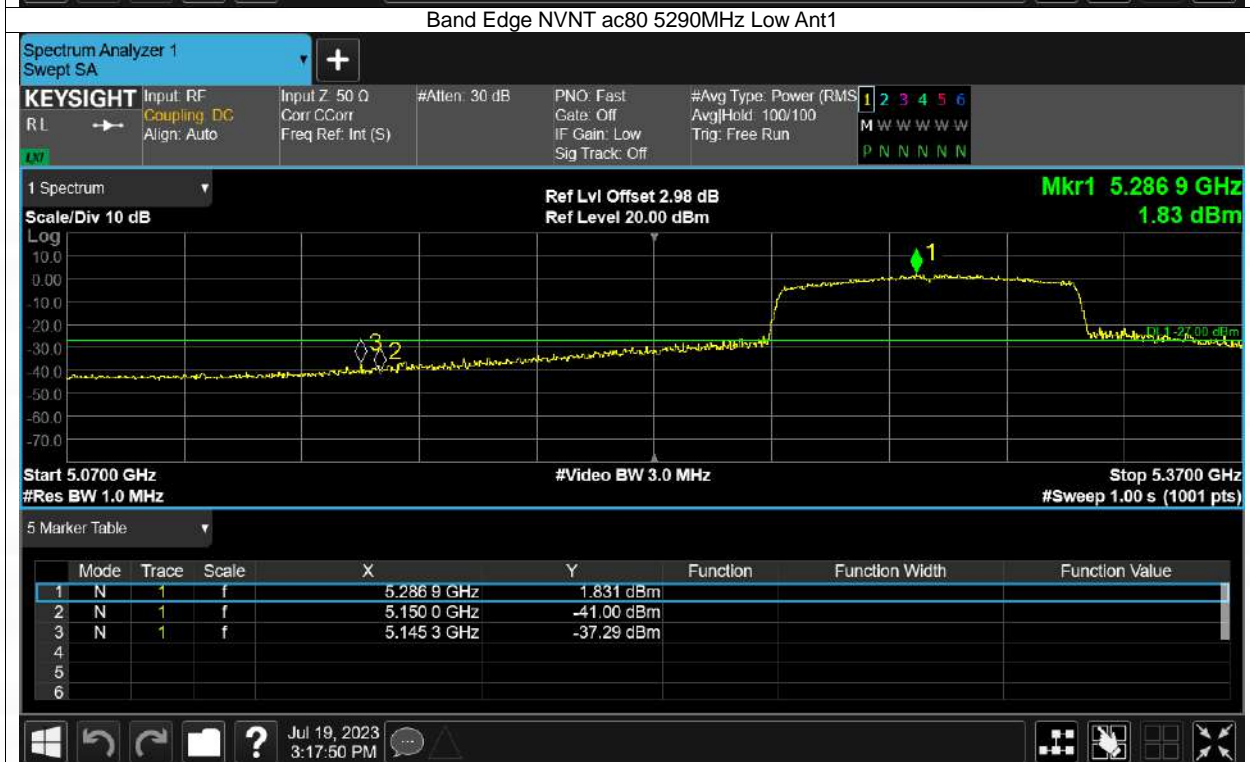 Band Edge NVNT ac80 5290MHz Low Ant1
Spectrum Analyzer 1
Swept SA
+
KEYSIGHT Input: RF Input Z: 50 Ω #Atten: 30 dB PNO: Fast #Avg Type: Power (RMS 1 2 3 4 5 6
RL Coupling: DC Corr CCorr Gate: Off Avg|Hold: 100/100 M W W W W W
Align: Auto Freq Ref: Int (S) IF Gain: Low Trig: Free Run
LXI Sig Track: Off P N N N N N
1 Spectrum Ref Lvl Offset 2.98 dB Mkr1 5.286 9 GHz
Scale/Div 10 dB Ref Level 20.00 dBm 1.83 dBm
Log
10.0
0.00
-10.0
-20.0
-30.0
-40.0
-50.0
-60.0
-70.0
1
DL1 -27.00 dBm
3
2
Start 5.0700 GHz #Video BW 3.0 MHz Stop 5.3700 GHz
#Res BW 1.0 MHz #Sweep 1.00 s (1001 pts)
5 Marker Table
Mode Trace Scale X Y Function Function Width Function Value
1 N 1 f 5.286 9 GHz 1.831 dBm
2 N 1 f 5.150 0 GHz -41.00 dBm
3 N 1 f 5.145 3 GHz -37.29 dBm
4
5
6
? Jul 19, 2023
3:17:50 PM